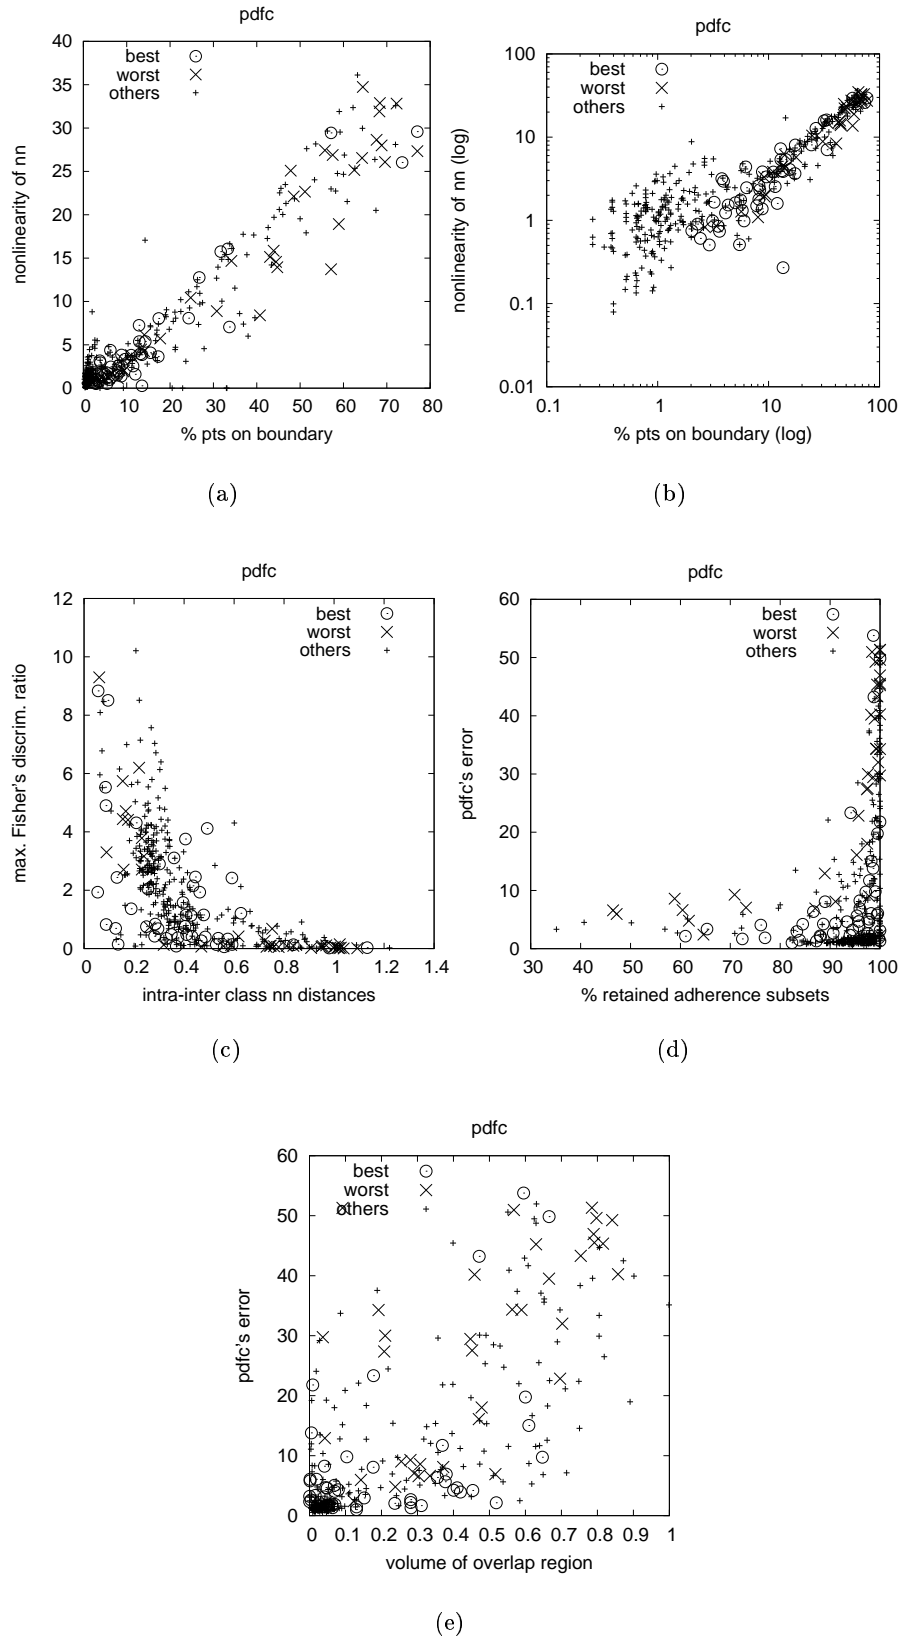 pdfc
40
35
30
25
20
15
10
5
0
nonlinearity of nn
best
worst
others
0 10 20 30 40 50 60 70 80
% pts on boundary
(a)
pdfc
100
10
1
0.1
0.01
nonlinearity of nn (log)
best
worst
others
0.1 1 10 100
% pts on boundary (log)
(b)
pdfc
12
10
8
6
4
2
0
max. Fisher's discrim. ratio
best
worst
others
0 0.2 0.4 0.6 0.8 1 1.2 1.4
intra-inter class nn distances
(c)
pdfc
60
50
40
30
20
10
0
pdfc's error
best
worst
others
30 40 50 60 70 80 90 100
% retained adherence subsets
(d)
pdfc
60
50
40
30
20
10
0
pdfc's error
best
worst
others
0 0.1 0.2 0.3 0.4 0.5 0.6 0.7 0.8 0.9 1
volume of overlap region
(e)